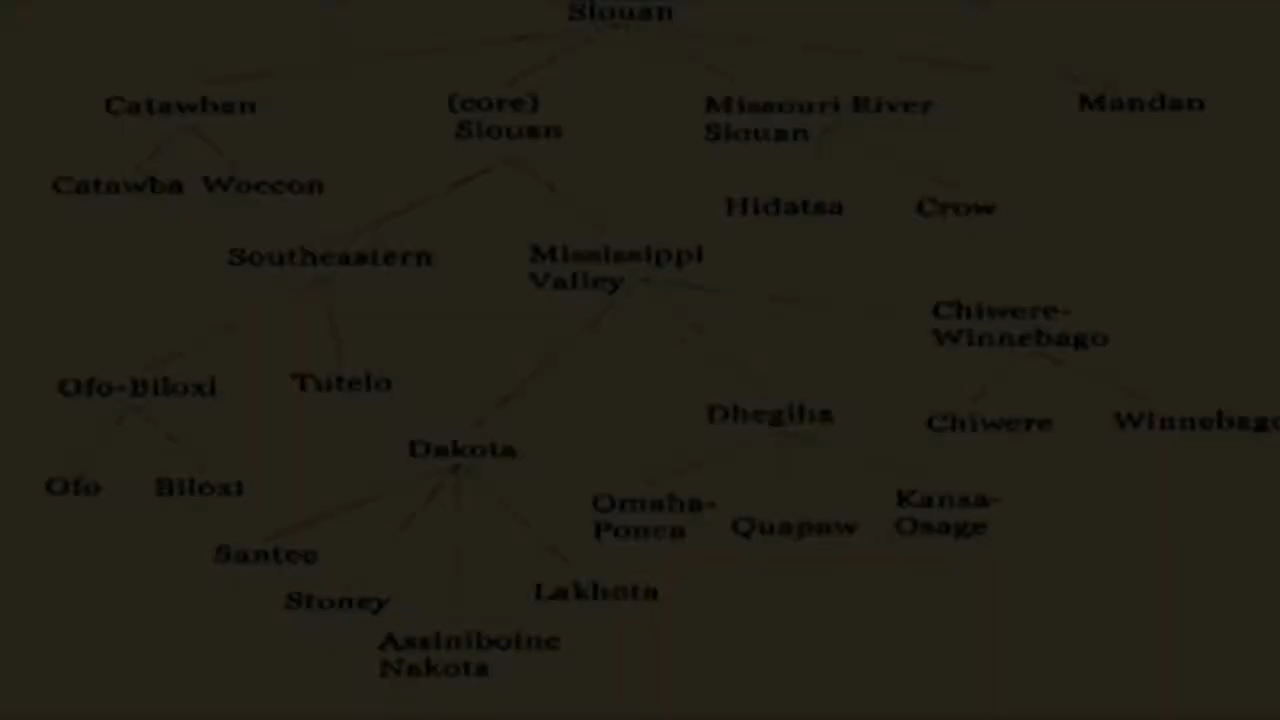 Siouan
Catawban
(core)
Siouan
Missouri River
Siouan
Mandan
Catawba Woccon
Hidatsa
Crow
Southeastern
Mississippi
Valley
Chiwere-
Winnebago
Ofo-Biloxi
Tutelo
Dhegiha
Chiwere
Winnebago
Dakota
Ofo
Biloxi
Omaha-
Ponca
Quapaw
Kansa-
Osage
Santee
Stoney
Lakhota
Assiniboine
Nakota